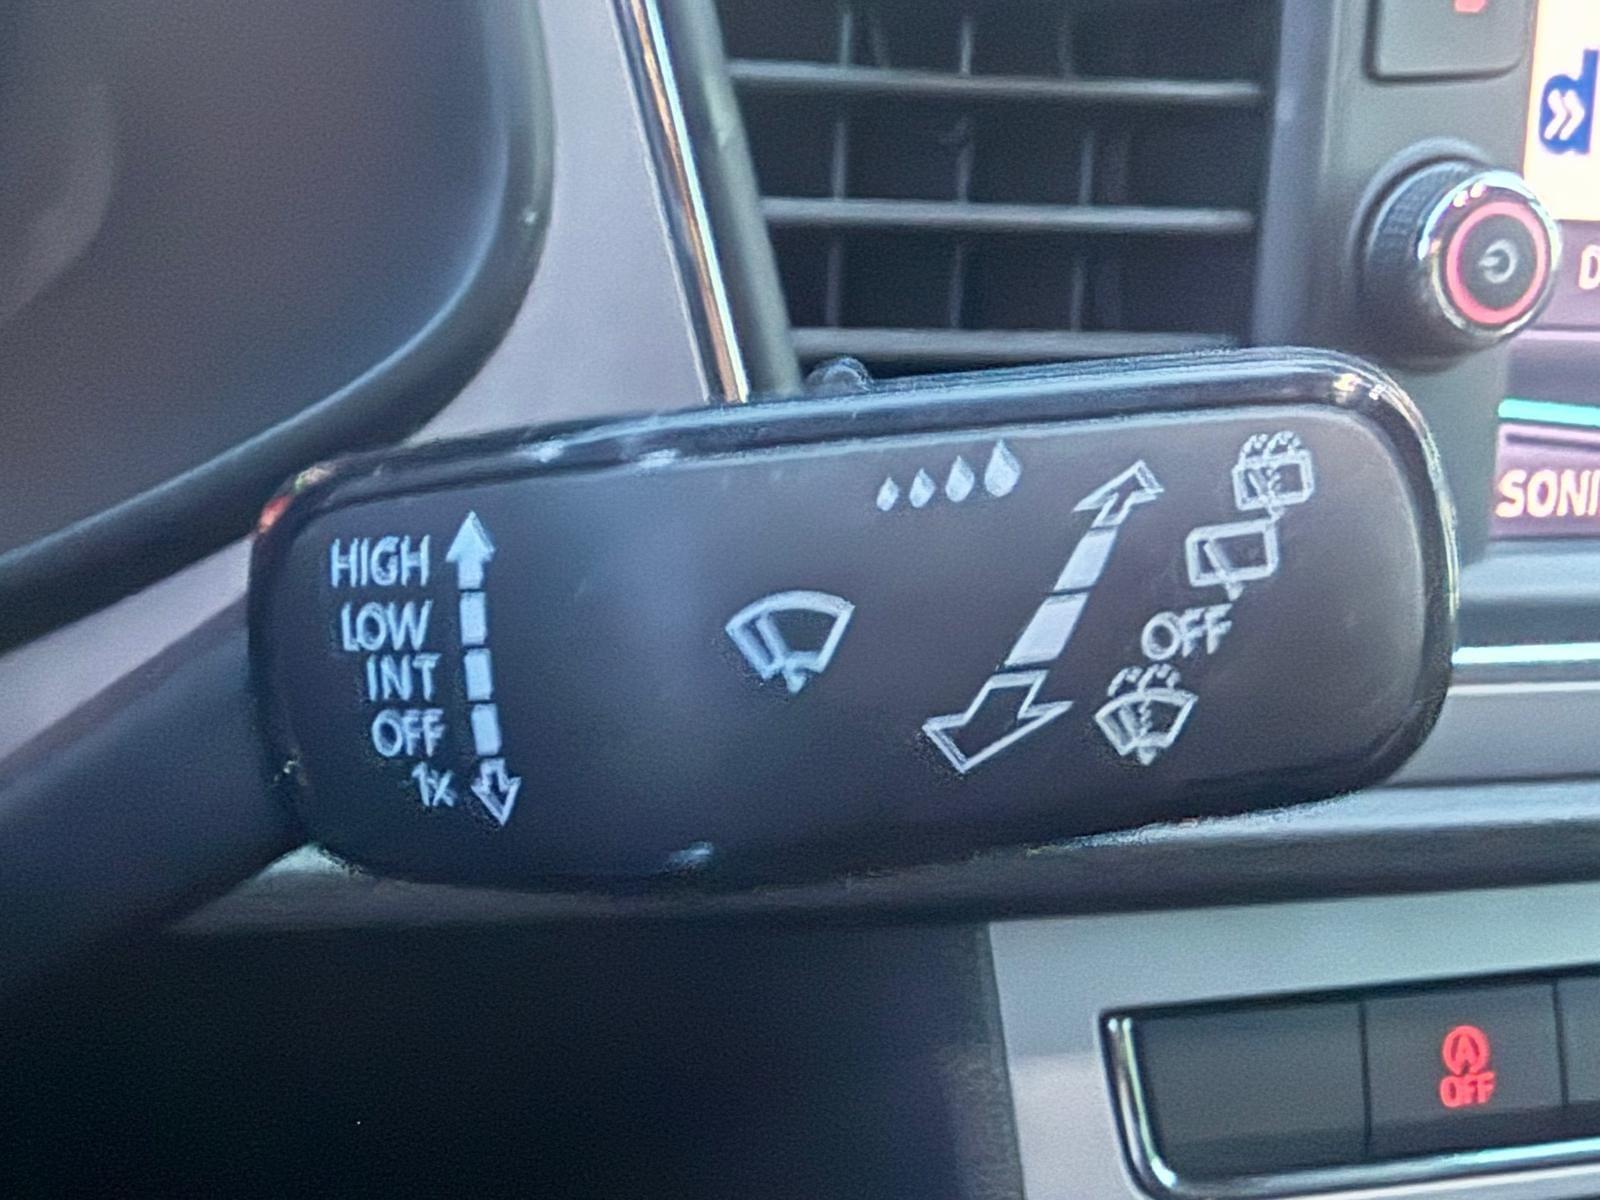 HIGH
LOW
INT
OFF
1x
OFF
SONI
D
A
OFF